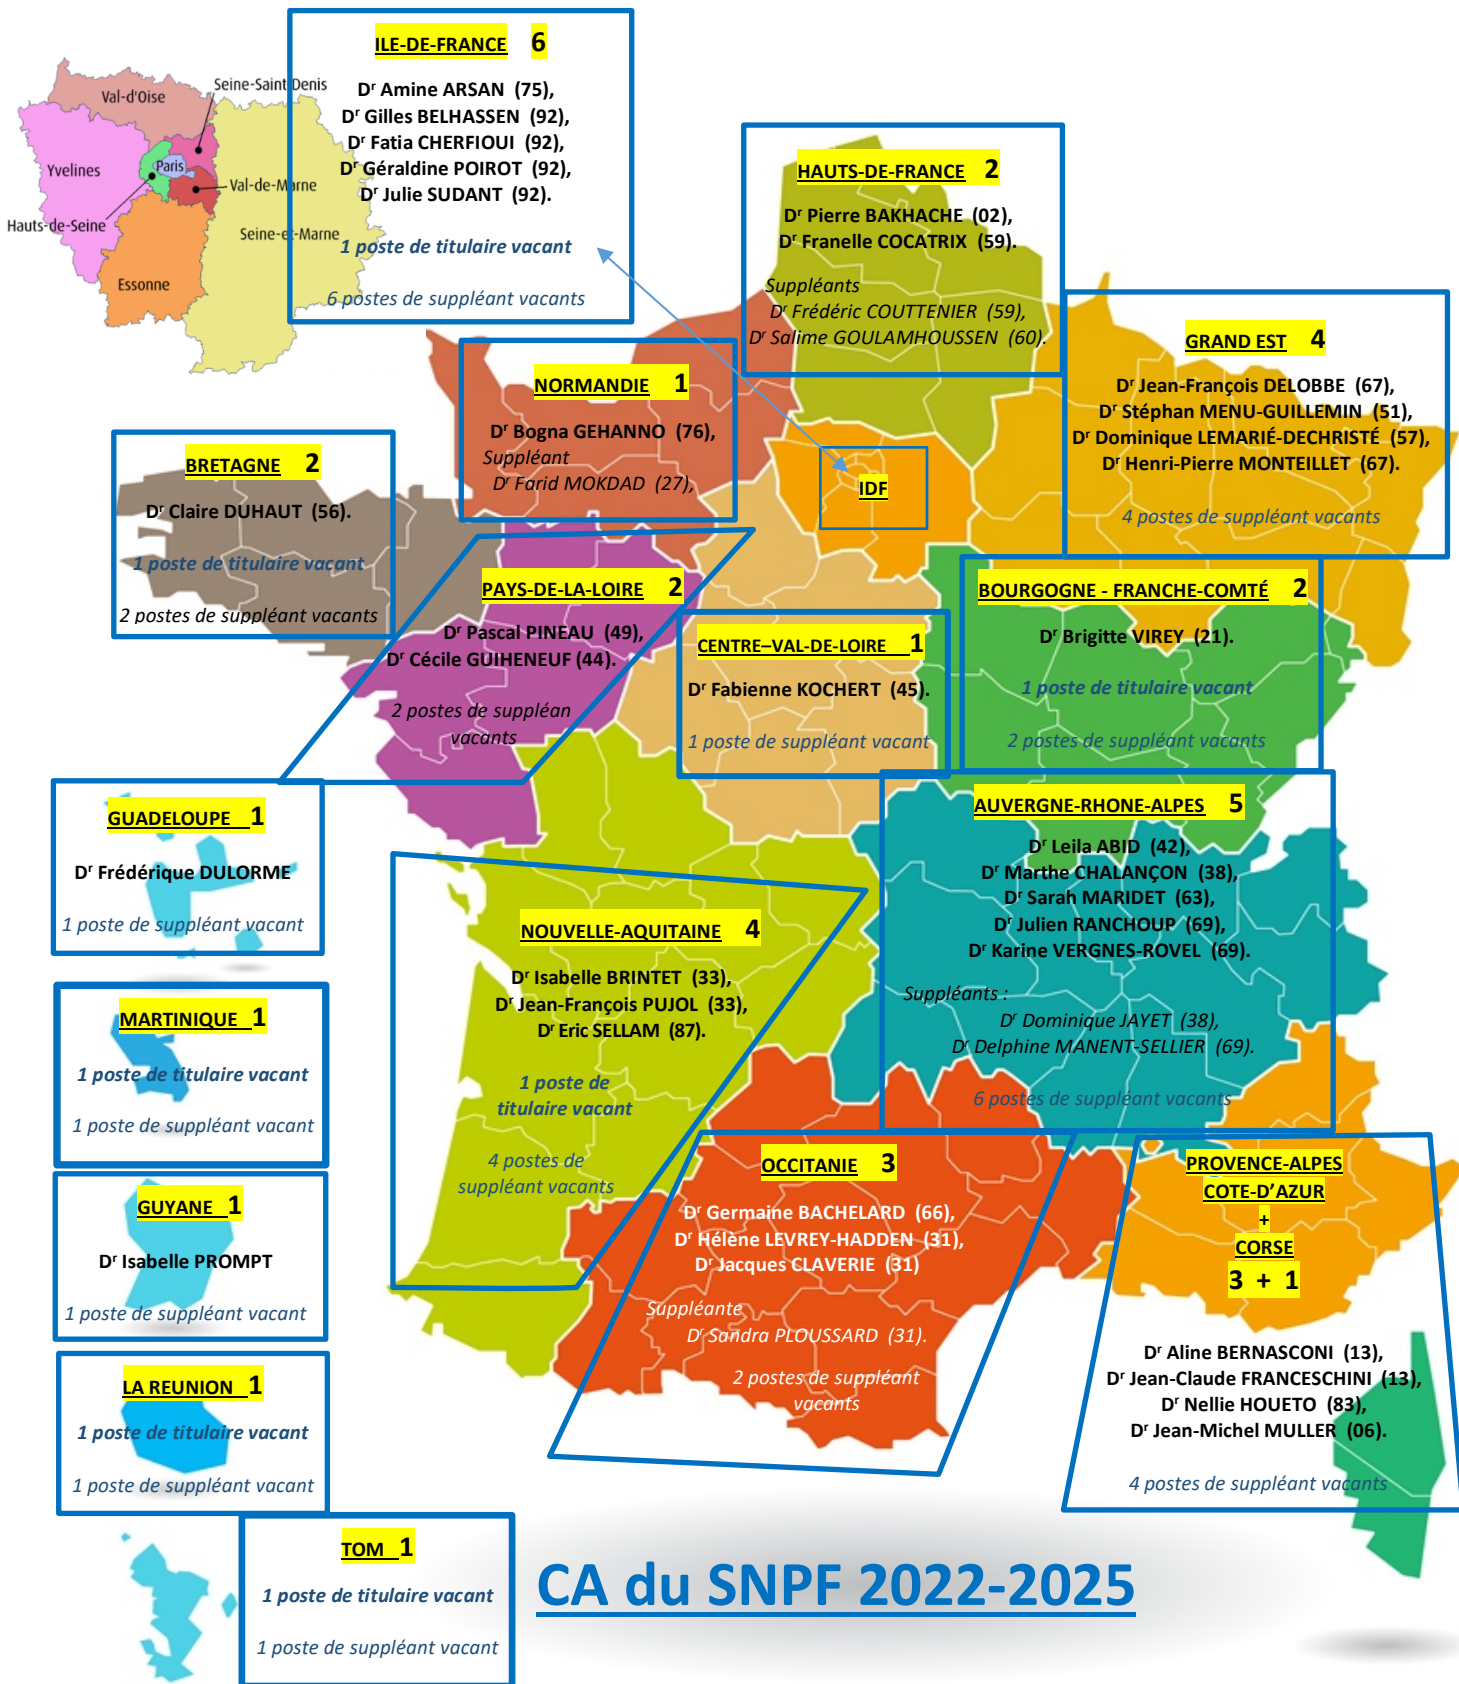 ILE-DE-FRANCE 6
Dr Amine ARSAN (75),
Dr Gilles BELHASSEN (92),
Dr Fatia CHERFIOUI (92),
Dr Géraldine POIROT (92),
Dr Julie SUDANT (92).
1 poste de titulaire vacant
6 postes de suppléant vacants
Val-d'Oise
Seine-Saint Denis
Yvelines
Paris
Val-de-Marne
Hauts-de-Seine
Seine-et-Marne
Essonne
HAUTS-DE-FRANCE 2
Dr Pierre BAKHACHE (02),
Dr Franelle COCATRIX (59).
Suppléants
Dr Frédéric COUTTENIER (59),
Dr Salime GOULAMHOUSSEN (60).
GRAND EST 4
Dr Jean-François DELOBBE (67),
Dr Stéphan MENU-GUILLEMIN (51),
Dr Dominique LEMARIÉ-DECHRISTÉ (57),
Dr Henri-Pierre MONTEILLET (67).
4 postes de suppléant vacants
NORMANDIE 1
Dr Bogna GEHANNO (76),
Suppléant
Dr Farid MOKDAD (27),
IDF
BRETAGNE 2
Dr Claire DUHAUT (56).
1 poste de titulaire vacant
2 postes de suppléant vacants
PAYS-DE-LA-LOIRE 2
Dr Pascal PINEAU (49),
Dr Cécile GUIHENEUF (44).
2 postes de suppléan
vacants
CENTRE–VAL-DE-LOIRE 1
Dr Fabienne KOCHERT (45).
1 poste de suppléant vacant
BOURGOGNE - FRANCHE-COMTÉ 2
Dr Brigitte VIREY (21).
1 poste de titulaire vacant
2 postes de suppléant vacants
GUADELOUPE 1
Dr Frédérique DULORME
1 poste de suppléant vacant
AUVERGNE-RHONE-ALPES 5
Dr Leila ABID (42),
Dr Marthe CHALANÇON (38),
Dr Sarah MARIDET (63),
Dr Julien RANCHOUP (69),
Dr Karine VERGNES-ROVEL (69).
Suppléants :
Dr Dominique JAYET (38),
Dr Delphine MANENT-SELLIER (69).
6 postes de suppléant vacants
NOUVELLE-AQUITAINE 4
Dr Isabelle BRINTET (33),
Dr Jean-François PUJOL (33),
Dr Eric SELLAM (87).
1 poste de
titulaire vacant
4 postes de
suppléant vacants
MARTINIQUE 1
1 poste de titulaire vacant
1 poste de suppléant vacant
OCCITANIE 3
Dr Germaine BACHELARD (66),
Dr Hélène LEVREY-HADDEN (31),
Dr Jacques CLAVERIE (31)
Suppléante
Dr Sandra PLOUSSARD (31).
2 postes de suppléant
vacants
PROVENCE-ALPES
COTE-D'AZUR
+
CORSE
3 + 1
Dr Aline BERNASCONI (13),
Dr Jean-Claude FRANCESCHINI (13),
Dr Nellie HOUETO (83),
Dr Jean-Michel MULLER (06).
4 postes de suppléant vacants
GUYANE 1
Dr Isabelle PROMPT
1 poste de suppléant vacant
LA REUNION 1
1 poste de titulaire vacant
1 poste de suppléant vacant
TOM 1
1 poste de titulaire vacant
1 poste de suppléant vacant
CA du SNPF 2022-2025